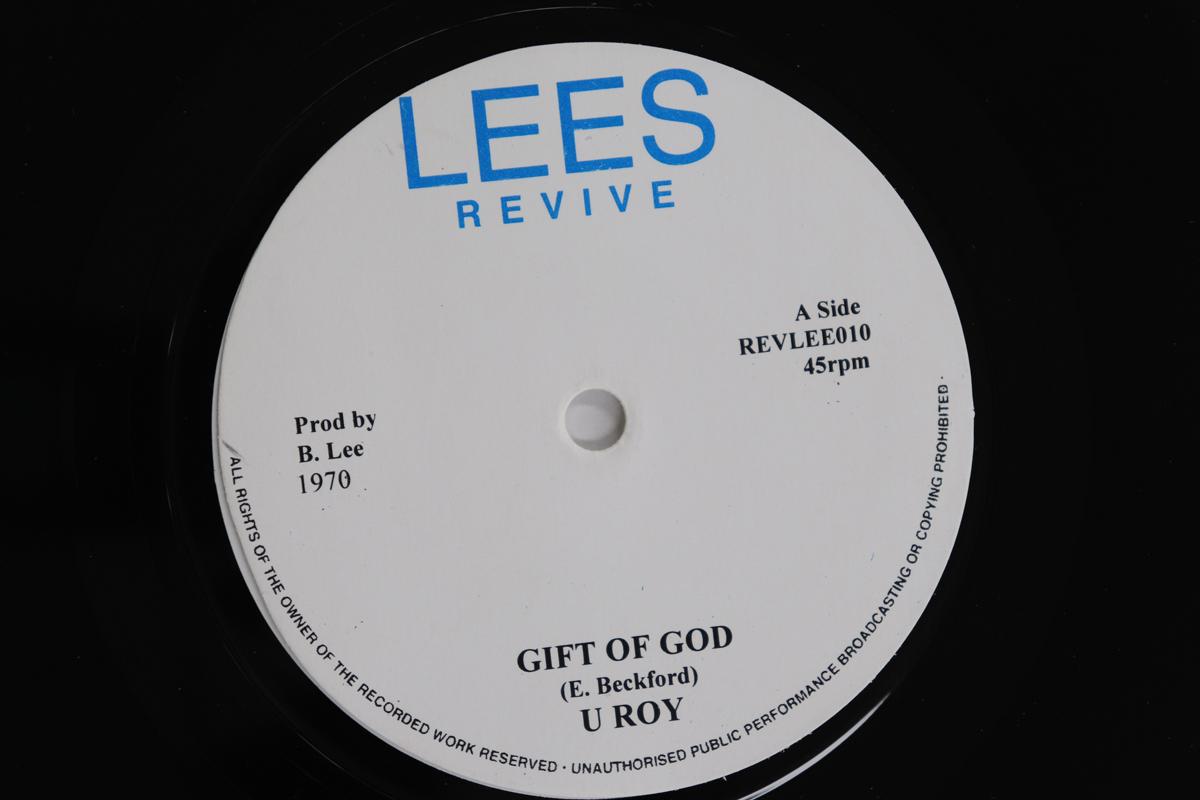 LEES
REVIVE
A Side
REVLEE010
45rpm
Prod by
B. Lee
1970
GIFT OF GOD
(E. Beckford)
U ROY
ALL RIGHTS OF THE OWNER OF THE RECORDED WORK RESERVED · UNAUTHORISED PUBLIC PERFORMANCE BROADCASTING OR COPYING PROHIBITED ·